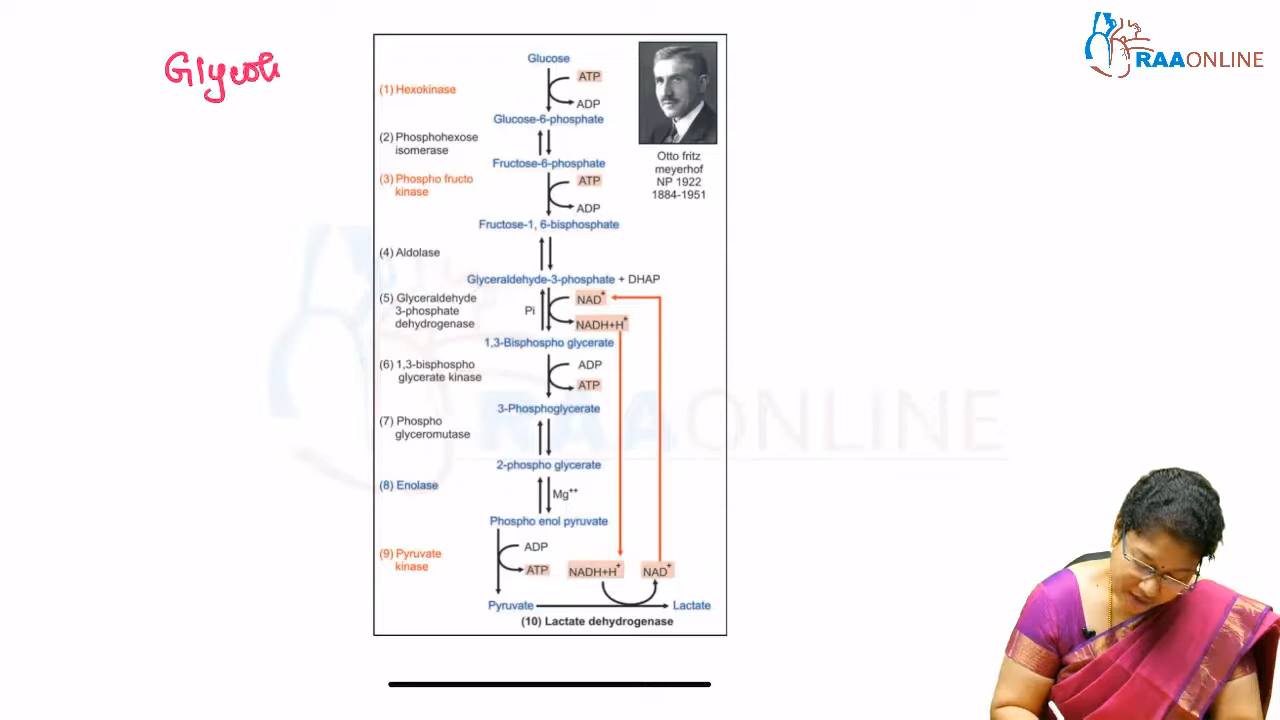 Glycoli
RAAONLINE
Glucose
ATP
(1) Hexokinase
ADP
Glucose-6-phosphate
(2) Phosphohexose
isomerase
Fructose-6-phosphate
(3) Phospho fructo
kinase
ATP
ADP
Fructose-1, 6-bisphosphate
(4) Aldolase
Glyceraldehyde-3-phosphate + DHAP
(5) Glyceraldehyde
3-phosphate
dehydrogenase
Pi
NAD+
NADH+H+
1,3-Bisphospho glycerate
(6) 1,3-bisphospho
glycerate kinase
ADP
ATP
3-Phosphoglycerate
(7) Phospho
glyceromutase
2-phospho glycerate
(8) Enolase
Mg++
Phospho enol pyruvate
(9) Pyruvate
kinase
ADP
ATP
NADH+H+
NAD+
Pyruvate
Lactate
(10) Lactate dehydrogenase
Otto fritz
meyerhof
NP 1922
1884-1951
RAAONLINE